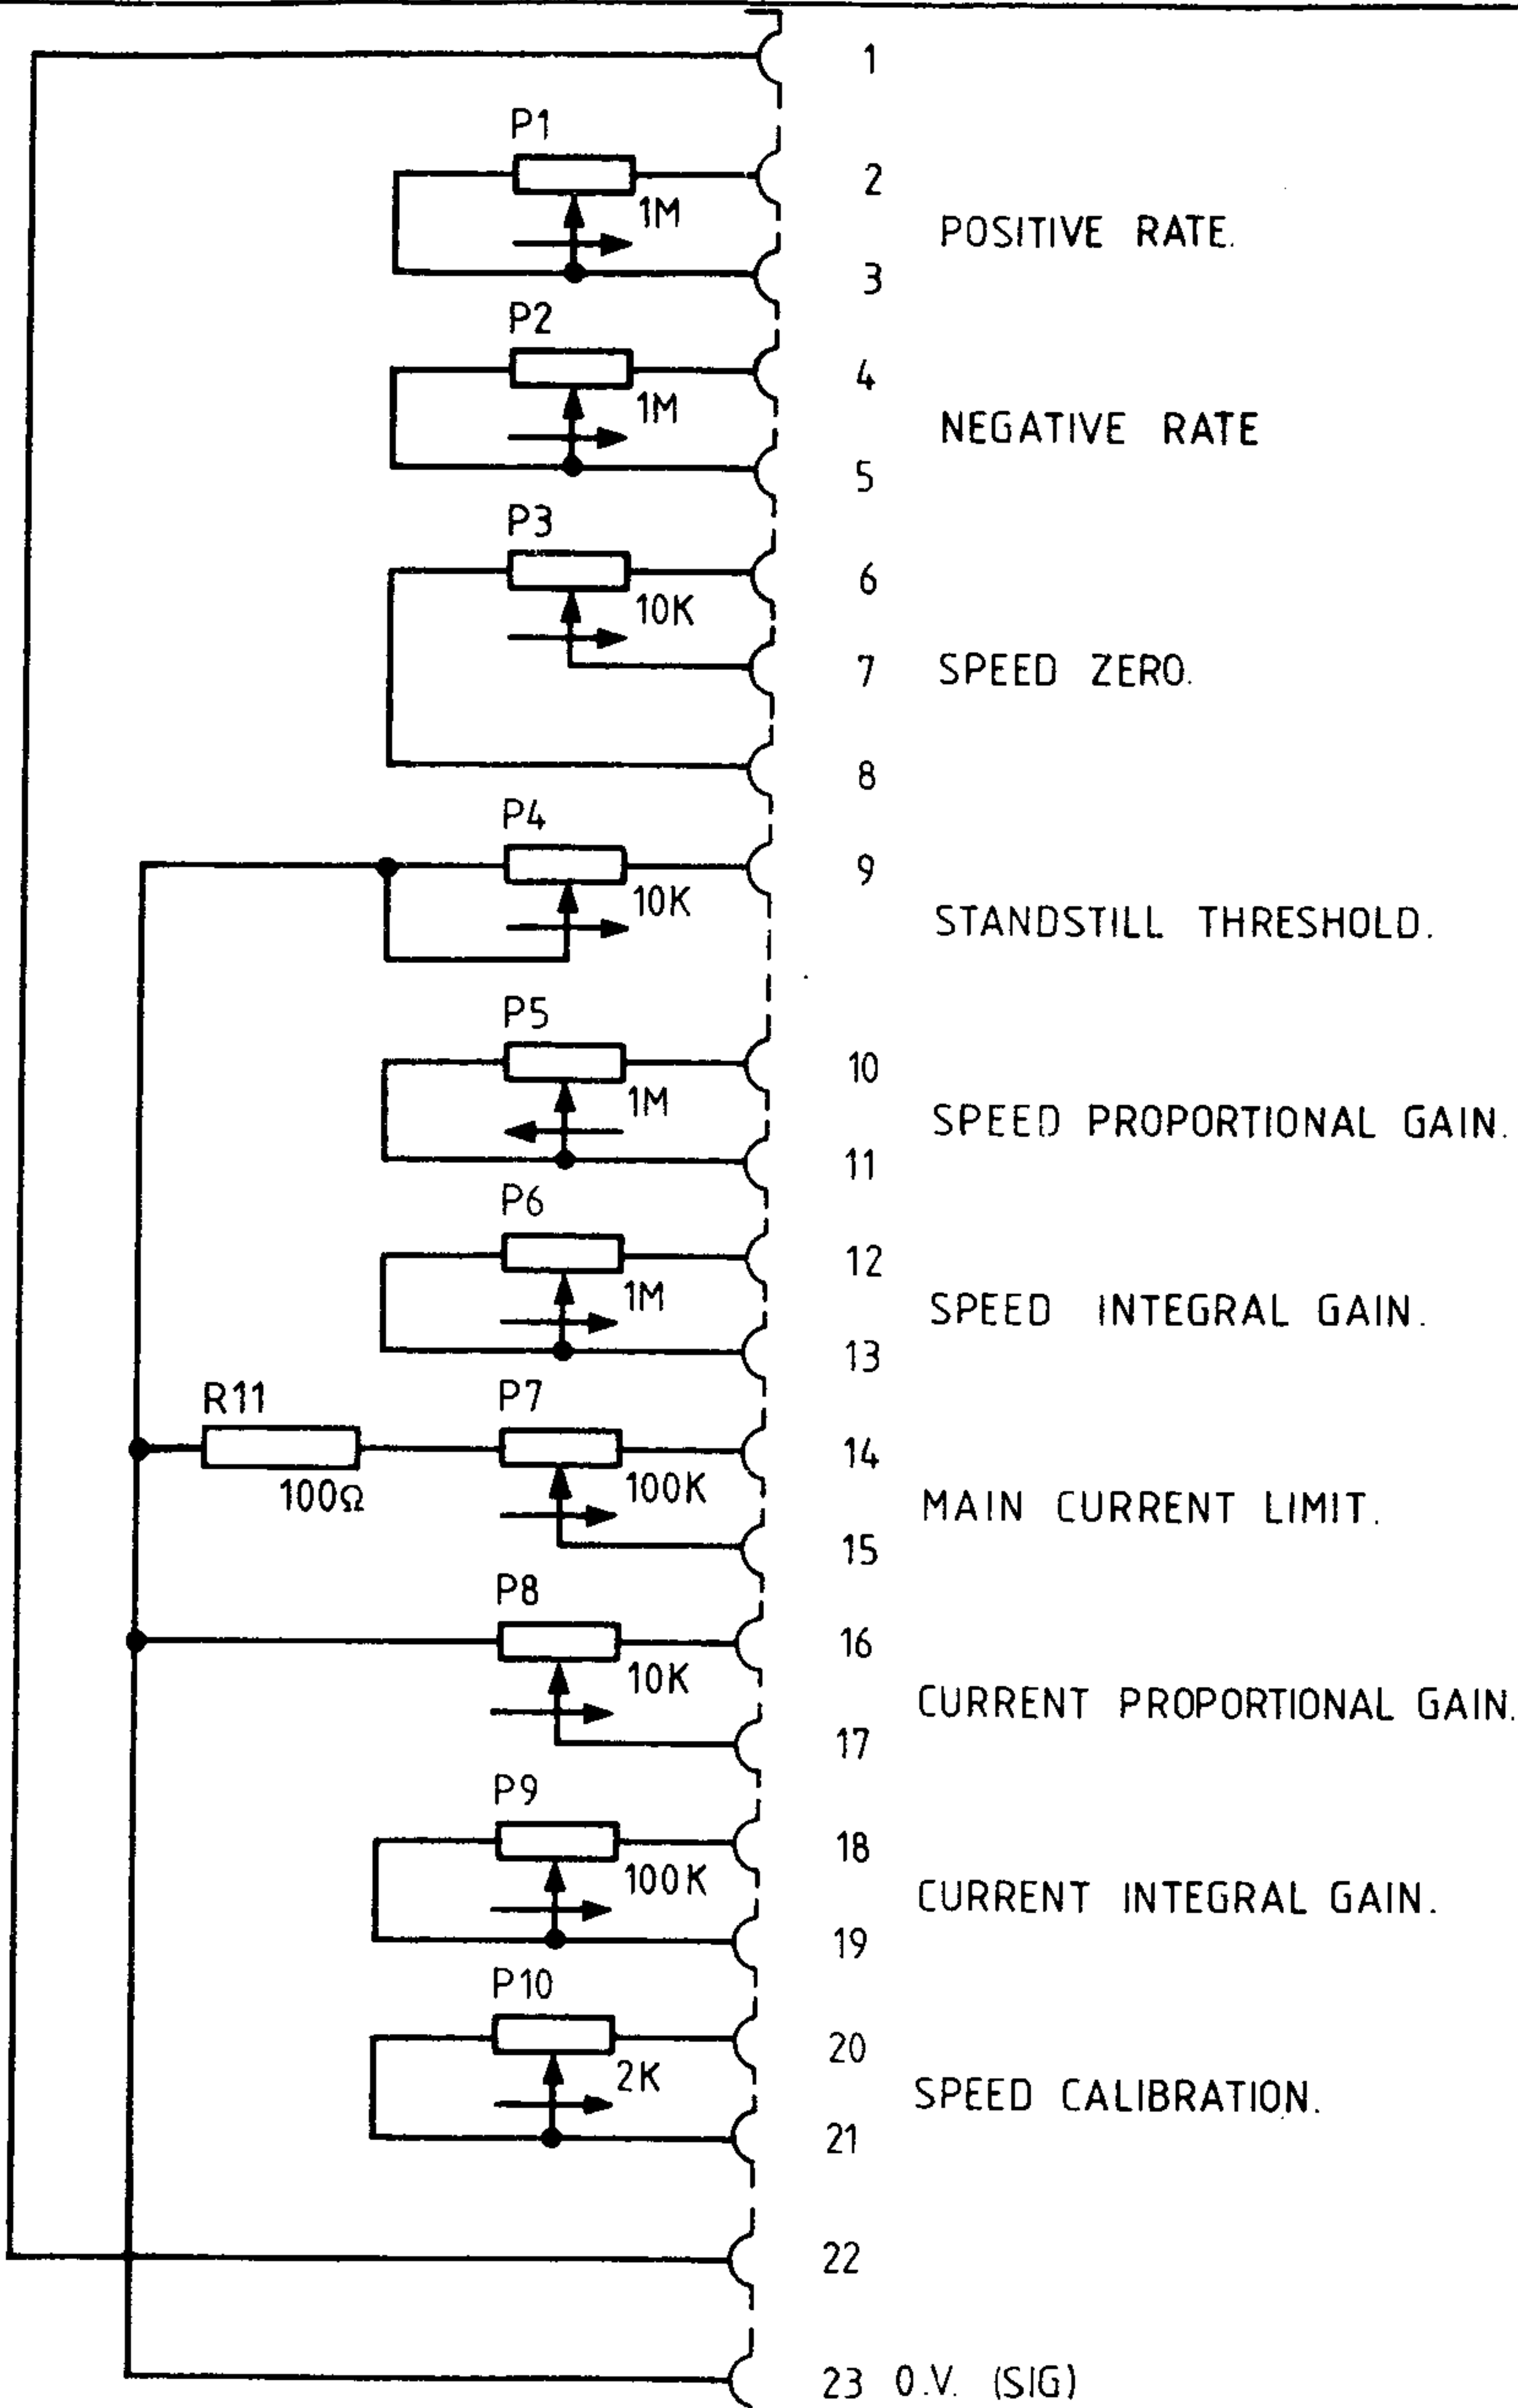 1
P1
2
1M
POSITIVE RATE.
3
P2
4
1M
NEGATIVE RATE
5
P3
6
10K
7 SPEED ZERO.
8
P4
9
10K
STANDSTILL THRESHOLD.
P5
10
1M
SPEED PROPORTIONAL GAIN.
11
P6
12
1M
SPEED INTEGRAL GAIN.
13
R11 P7
14
100Ω 100K
MAIN CURRENT LIMIT.
15
P8
16
10K
CURRENT PROPORTIONAL GAIN.
17
P9
18
100K
CURRENT INTEGRAL GAIN.
19
P10
20
2K
SPEED CALIBRATION.
21
22
23 O.V. (SIG)